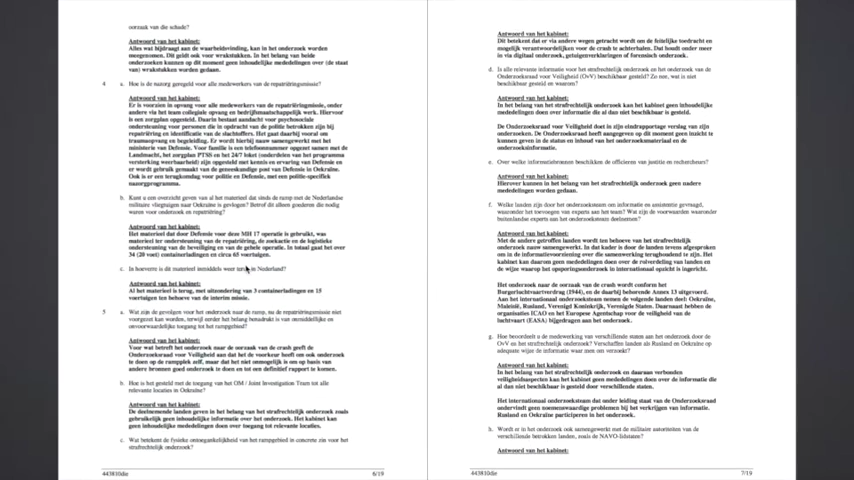 oorzaak van die schade?
Antwoord van het kabinet:
Alles wat bijdraagt aan de waarheidsvinding, kan in het onderzoek worden
meegenomen. Dit geldt ook voor wrakstukken. In het belang van beide
onderzoeken kunnen op dit moment geen inhoudelijke mededelingen over (de staat
van) wrakstukken worden gedaan.
4 a. Hoe is de nazorg geregeld voor alle medewerkers van de repatriëringsmissie?
Antwoord van het kabinet:
Er is voorzien in opvang voor alle medewerkers van de repatriëringsmissie, onder
andere via het team collegiale opvang en bedrijfsmaatschappelijk werk. Hiervoor
is een zorgplan opgesteld. Daarin bestaat aandacht voor psychosociale
ondersteuning voor personen die in opdracht van de politie betrokken zijn bij
repatriëring en identificatie van de slachtoffers. Het gaat daarbij vooral om
traumaopvang en begeleiding. Er wordt hierbij nauw samengewerkt met het
ministerie van Defensie. Voor familie is een telefoonnummer opgezet samen met de
Landmacht, het zorgplan PTSS en het 24/7 loket (onderdelen van het programma
versterking weerbaarheid) zijn opgesteld met kennis en ervaring van Defensie en
er wordt gebruik gemaakt van de geneeskundige post van Defensie in Oekraïne.
Ook is er een terugkomdag voor politie en Defensie, met een politie-specifiek
nazorgprogramma.
b. Kunt u een overzicht geven van al het materieel dat sinds de ramp met de Nederlandse
militaire vliegtuigen naar Oekraïne is gevlogen? Betrof dit alleen goederen die nodig
waren voor onderzoek en repatriëring?
Antwoord van het kabinet:
Het materieel dat door Defensie voor deze MH 17 operatie is gebruikt, was
materieel ter ondersteuning van de repatriëring, de zoekactie en de logistieke
ondersteuning van de beveiliging en van de gehele operatie. In totaal gaat het over
34 (20 voet) containerladingen en circa 65 voertuigen.
c. In hoeverre is dit materieel inmiddels weer terug in Nederland?
Antwoord van het kabinet:
Al het materieel is terug, met uitzondering van 3 containerladingen en 15
voertuigen ten behoeve van de interim missie.
5 a. Wat zijn de gevolgen voor het onderzoek naar de ramp, nu de repatriëringsmissie niet
voortgezet kan worden, terwijl eerder het belang benadrukt is van onmiddellijke en
onvoorwaardelijke toegang tot het rampgebied?
Antwoord van het kabinet:
Voor wat betreft het onderzoek naar de oorzaak van de crash geeft de
Onderzoeksraad voor Veiligheid aan dat het de voorkeur heeft om ook onderzoek
te doen op de rampplek zelf, maar dat het niet onmogelijk is om op basis van
andere bronnen goed onderzoek te doen en tot een definitief rapport te komen.
b. Hoe is het gesteld met de toegang van het OM / Joint Investigation Team tot alle
relevante locaties in Oekraïne?
Antwoord van het kabinet:
De deelnemende landen geven in het belang van het strafrechtelijk onderzoek zoals
gebruikelijk geen inhoudelijke informatie over het onderzoek. Het kabinet kan
geen inhoudelijke mededelingen doen over toegang tot relevante locaties.
c. Wat betekent de fysieke ontoegankelijkheid van het rampgebied in concrete zin voor het
strafrechtelijk onderzoek?
443810die 6/19
Antwoord van het kabinet:
Dit betekent dat er via andere wegen getracht wordt om de feitelijke toedracht en
mogelijk verantwoordelijken voor de crash te achterhalen. Dat houdt onder meer
in via digitaal onderzoek, getuigenverklaringen of forensisch onderzoek.
d. Is alle relevante informatie voor het strafrechtelijk onderzoek en het onderzoek van de
Onderzoeksraad voor Veiligheid (OvV) beschikbaar gesteld? Zo nee, wat is niet
beschikbaar gesteld en waarom?
Antwoord van het kabinet:
In het belang van het strafrechtelijk onderzoek kan het kabinet geen inhoudelijke
mededelingen doen over informatie die al dan niet beschikbaar is gesteld.
De Onderzoeksraad voor Veiligheid doet in zijn eindrapportage verslag van zijn
onderzoeken. De Onderzoeksraad heeft aangegeven op dit moment geen inzicht te
kunnen geven in de status en inhoud van het onderzoeksmateriaal en de
onderzoeksinformatie.
e. Over welke informatiebronnen beschikken de officieren van justitie en rechercheurs?
Antwoord van het kabinet:
Hierover kunnen in het belang van het strafrechtelijk onderzoek geen nadere
mededelingen worden gedaan.
f. Welke landen zijn door het onderzoeksteam om informatie en assistentie gevraagd,
waaronder het toevoegen van experts aan het team? Wat zijn de voorwaarden waaronder
buitenlandse experts aan het onderzoeksteam deelnemen?
Antwoord van het kabinet:
Met de andere getroffen landen wordt ten behoeve van het strafrechtelijk
onderzoek nauw samengewerkt. In dat kader is door de landen tevens afgesproken
om in de informatievoorziening over die samenwerking terughoudend te zijn. Het
kabinet kan daarom geen mededelingen doen over de rolverdeling van landen en
de wijze waarop het opsporingsonderzoek in internationaal opzicht is ingericht.
Het onderzoek naar de oorzaak van de crash wordt conform het
Burgerluchtvaartverdrag (1944), en de daarbij behorende Annex 13 uitgevoerd.
Aan het internationaal onderzoeksteam nemen de volgende landen deel: Oekraïne,
Maleisië, Rusland, Verenigd Koninkrijk, Verenigde Staten. Daarnaast hebben de
organisaties ICAO en het Europese Agentschap voor de veiligheid van de
luchtvaart (EASA) bijgedragen aan het onderzoek.
g. Hoe beoordeelt u de medewerking van verschillende staten aan het onderzoek door de
OvV en het strafrechtelijk onderzoek? Verschaffen landen als Rusland en Oekraïne op
adequate wijze de informatie waar men om verzoekt?
Antwoord van het kabinet:
In het belang van het strafrechtelijk onderzoek en daaraan verbonden
veiligheidsaspecten kan het kabinet geen mededelingen doen over de informatie die
al dan niet beschikbaar is gesteld door verschillende staten.
Het internationaal onderzoeksteam dat onder leiding staat van de Onderzoeksraad
ondervindt geen noemenswaardige problemen bij het verkrijgen van informatie.
Rusland en Oekraïne participeren in het onderzoek.
h. Wordt er in het onderzoek ook samengewerkt met de militaire autoriteiten van de
verschillende betrokken landen, zoals de NAVO-lidstaten?
Antwoord van het kabinet:
443810die 7/19